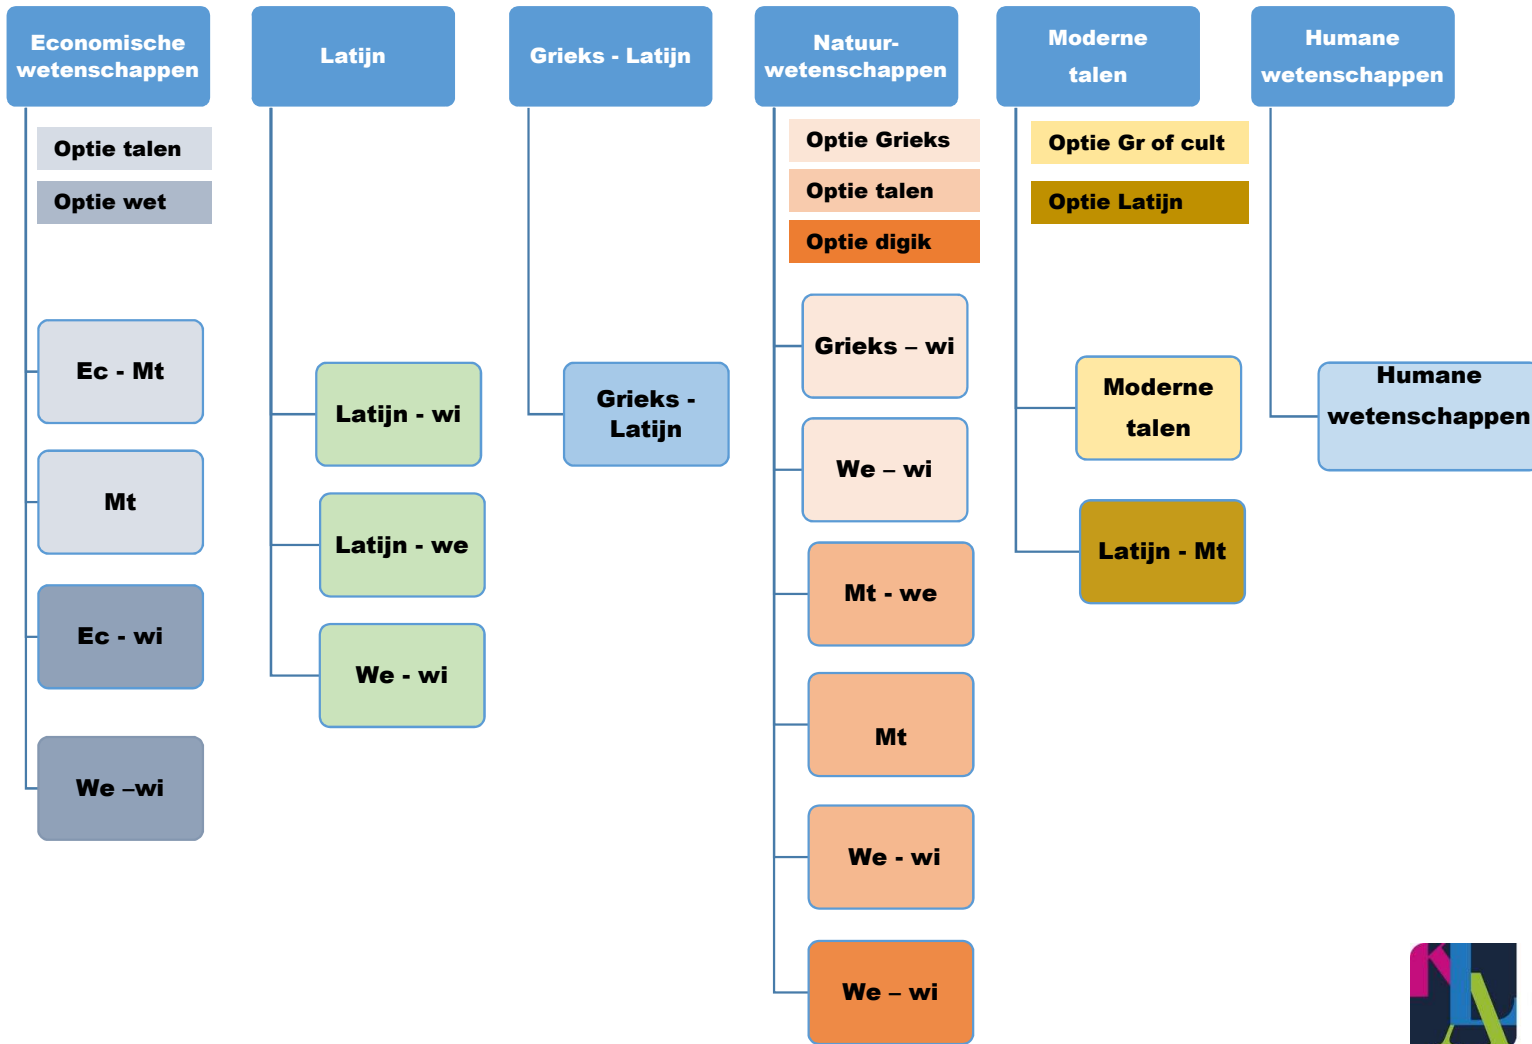 Economische
wetenschappen
Latijn
Grieks - Latijn
Natuur-
wetenschappen
Moderne
talen
Humane
wetenschappen
Optie talen
Optie wet
Optie Grieks
Optie talen
Optie digik
Optie Gr of cult
Optie Latijn
Ec - Mt
Mt
Ec - wi
We –wi
Latijn - wi
Latijn - we
We - wi
Grieks -
Latijn
Grieks – wi
We – wi
Mt - we
Mt
We - wi
We – wi
Moderne
talen
Latijn - Mt
Humane
wetenschappen
KLA